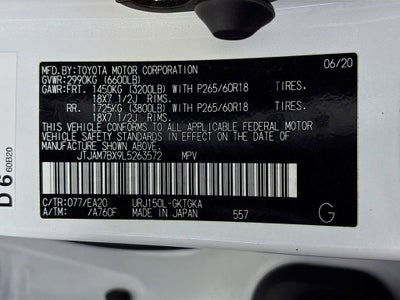 MFD. BY:TOYOTA MOTOR CORPORATION 06/20
GVWR:2990KG (6600LB)
GAWR:FRT. 1450KG (3200LB) WITH P265/60R18 TIRES.
18X7 1/2J RIMS.
RR. 1725KG (3800LB) WITH P265/60R18 TIRES.
18X7 1/2J RIMS.
THIS VEHICLE CONFORMS TO ALL APPLICABLE FEDERAL MOTOR
VEHICLE SAFETY STANDARDS IN EFFECT ON THE DATE OF
MANUFACTURE SHOWN ABOVE.
JTJAM7BX9L5263572 MPV
C/TR:077/EA20 URJ150L-GKTGKA
A/TM: /A760F MADE IN JAPAN 557 G
D 6 60B20